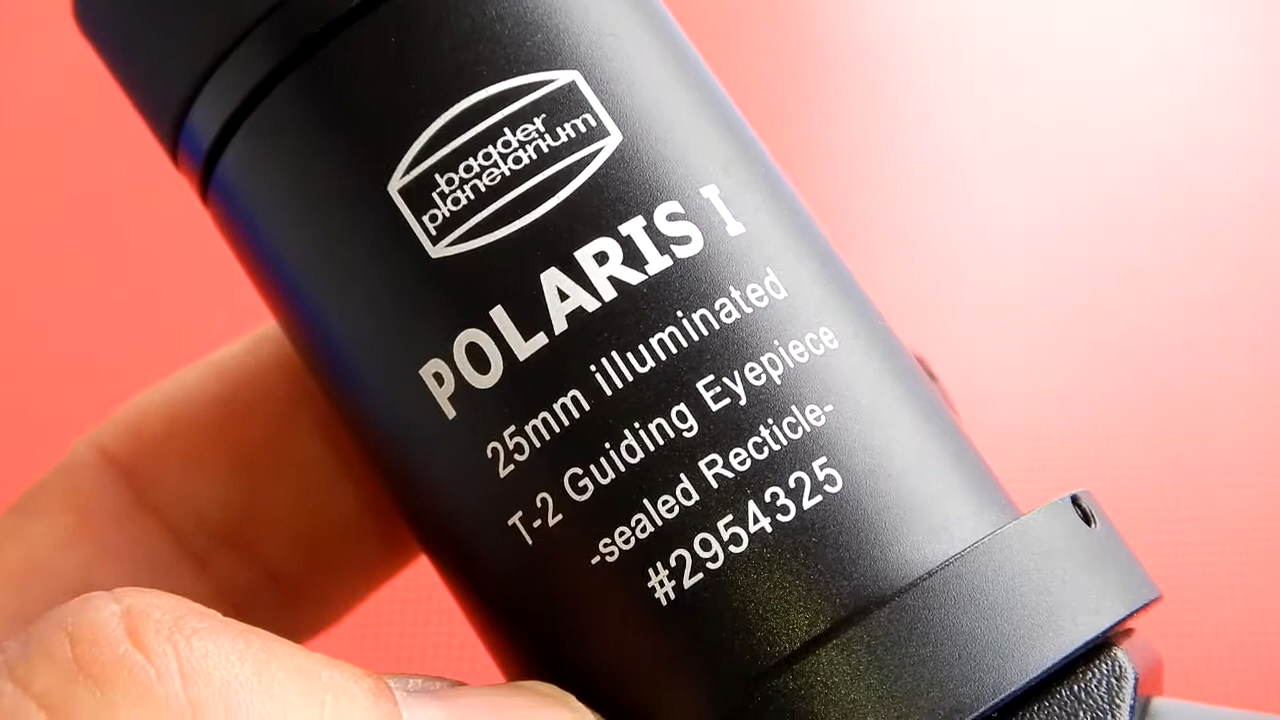 baader
planetarium
POLARIS I
25mm illuminated
T-2 Guiding Eyepiece
-sealed Recticle-
#2954325